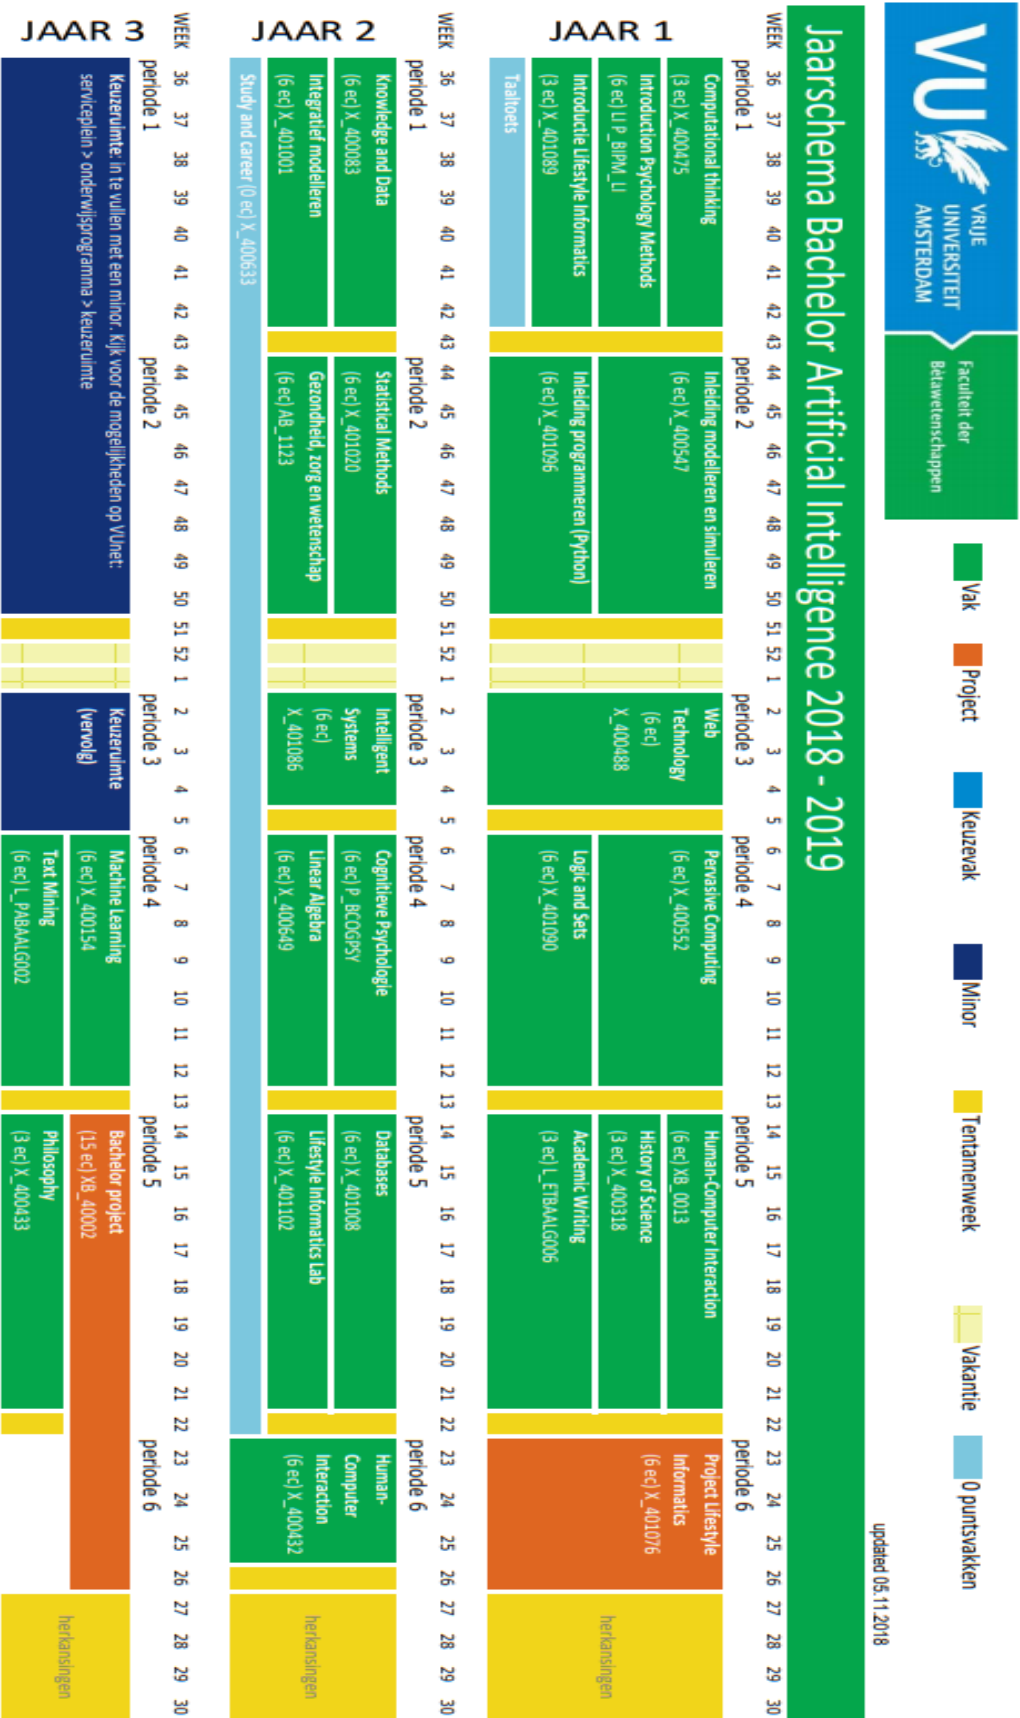 VU
VRIJE
UNIVERSITEIT
AMSTERDAM
Faculteit der
Bètawetenschappen
Vak
Project
Keuzevak
Minor
Tentamenweek
Vakantie
0 puntsvakken
updated 05.11.2018
Jaarschema Bachelor Artificial Intelligence 2018 - 2019
WEEK 36 37 38 39 40 41 42 43 44 45 46 47 48 49 50 51 52 1 2 3 4 5 6 7 8 9 10 11 12 13 14 15 16 17 18 19 20 21 22 23 24 25 26 27 28 29 30
periode 1 periode 2 periode 3 periode 4 periode 5 periode 6
JAAR 1
Computational thinking
(3 ec) X_400475
Introduction Psychology Methods
(6 ec) LI P_BIPM_LI
Introductie Lifestyle Informatics
(3 ec) X_401089
Taaltoets
Inleiding modelleren en simuleren
(6 ec) X_400547
Inleiding programmeren (Python)
(6 ec) X_401096
Web
Technology
(6 ec)
X_400488
Pervasive Computing
(6 ec) X_400552
Logic and Sets
(6 ec) X_401090
Human-Computer Interaction
(6 ec) XB_0013
History of Science
(3 ec) X_400318
Academic Writing
(3 ec) L_ETBAALG006
Project Lifestyle
Informatics
(6 ec) X_401076
herkansingen
WEEK 36 37 38 39 40 41 42 43 44 45 46 47 48 49 50 51 52 1 2 3 4 5 6 7 8 9 10 11 12 13 14 15 16 17 18 19 20 21 22 23 24 25 26 27 28 29 30
periode 1 periode 2 periode 3 periode 4 periode 5 periode 6
JAAR 2
Knowledge and Data
(6 ec) X_400083
Integratief modelleren
(6 ec) X_401001
Study and career (0 ec) X_400633
Statistical Methods
(6 ec) X_401020
Gezondheid, zorg en wetenschap
(6 ec) AB_1123
Intelligent
Systems
(6 ec)
X_401086
Cognitieve Psychologie
(6 ec) P_BCOGPSY
Linear Algebra
(6 ec) X_400649
Databases
(6 ec) X_401008
Lifestyle Informatics Lab
(6 ec) X_401102
Human-
Computer
Interaction
(6 ec) X_400432
herkansingen
WEEK 36 37 38 39 40 41 42 43 44 45 46 47 48 49 50 51 52 1 2 3 4 5 6 7 8 9 10 11 12 13 14 15 16 17 18 19 20 21 22 23 24 25 26 27 28 29 30
periode 1 periode 2 periode 3 periode 4 periode 5 periode 6
JAAR 3
Keuzeruimte: in te vullen met een minor. Kijk voor de mogelijkheden op VUnet:
serviceplein > onderwijsprogramma > keuzeruimte
Keuzeruimte
(vervolg)
Machine Learning
(6 ec) X_400154
Text Mining
(6 ec) L_PABAALG002
Bachelor project
(15 ec) XB_40002
Philosophy
(3 ec) X_400433
herkansingen